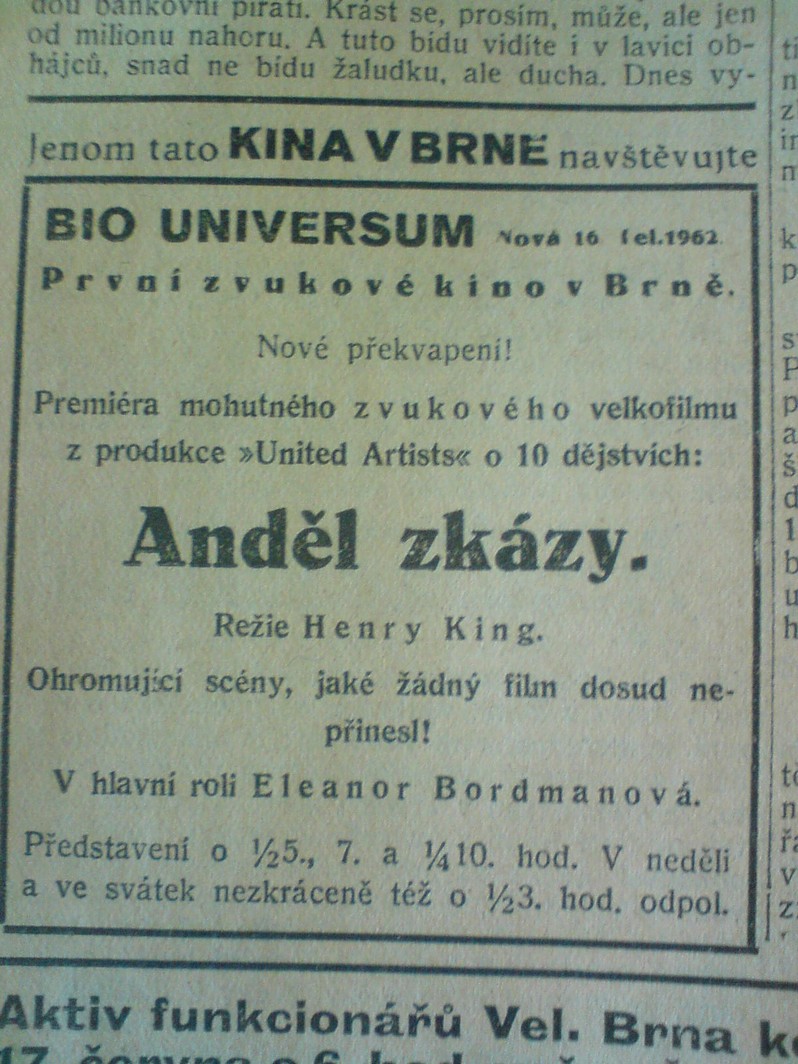 dou bankovní piráti. Krást se, prosím, může, ale jen
od milionu nahoru. A tuto bídu vidíte i v lavici ob-
hájců, snad ne bídu žaludku, ale ducha. Dnes vy-
Jenom tato KINA V BRNĚ navštěvujte
BIO UNIVERSUM Nová 16 Tel.1962
První zvukové kino v Brně.
Nové překvapení!
Premiéra mohutného zvukového velkofilmu
z produkce »United Artists« o 10 dějstvích:
Anděl zkázy.
Režie Henry King.
Ohromující scény, jaké žádný film dosud ne-
přinesl!
V hlavní roli Eleanor Bordmanová.
Představení o ½5., 7. a ¼10. hod. V neděli
a ve svátek nezkráceně též o ½3. hod. odpol.
Aktiv funkcionářů Vel. Brna
17. června o 6.